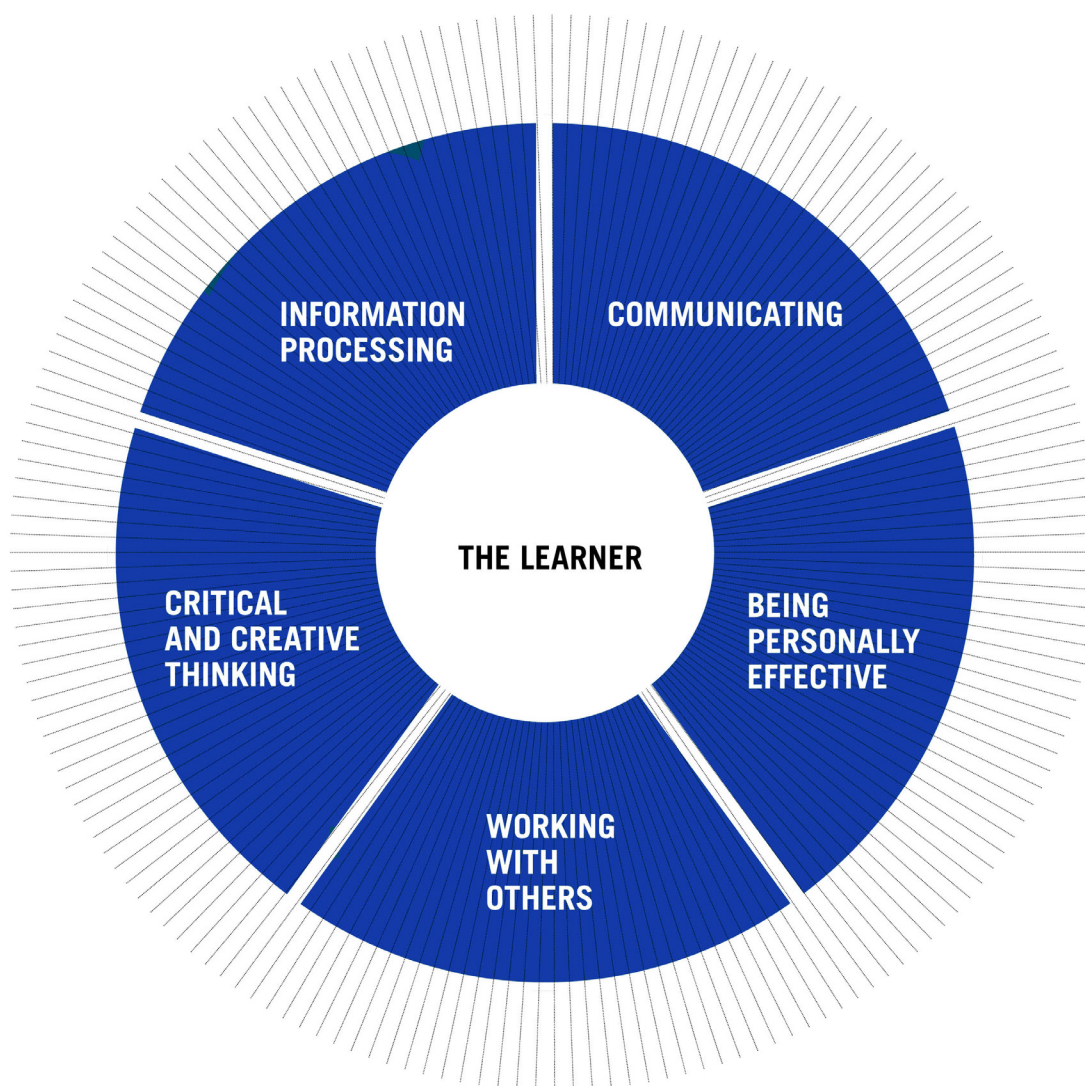 INFORMATION
PROCESSING
COMMUNICATING
THE LEARNER
CRITICAL
AND CREATIVE
THINKING
BEING
PERSONALLY
EFFECTIVE
WORKING
WITH
OTHERS